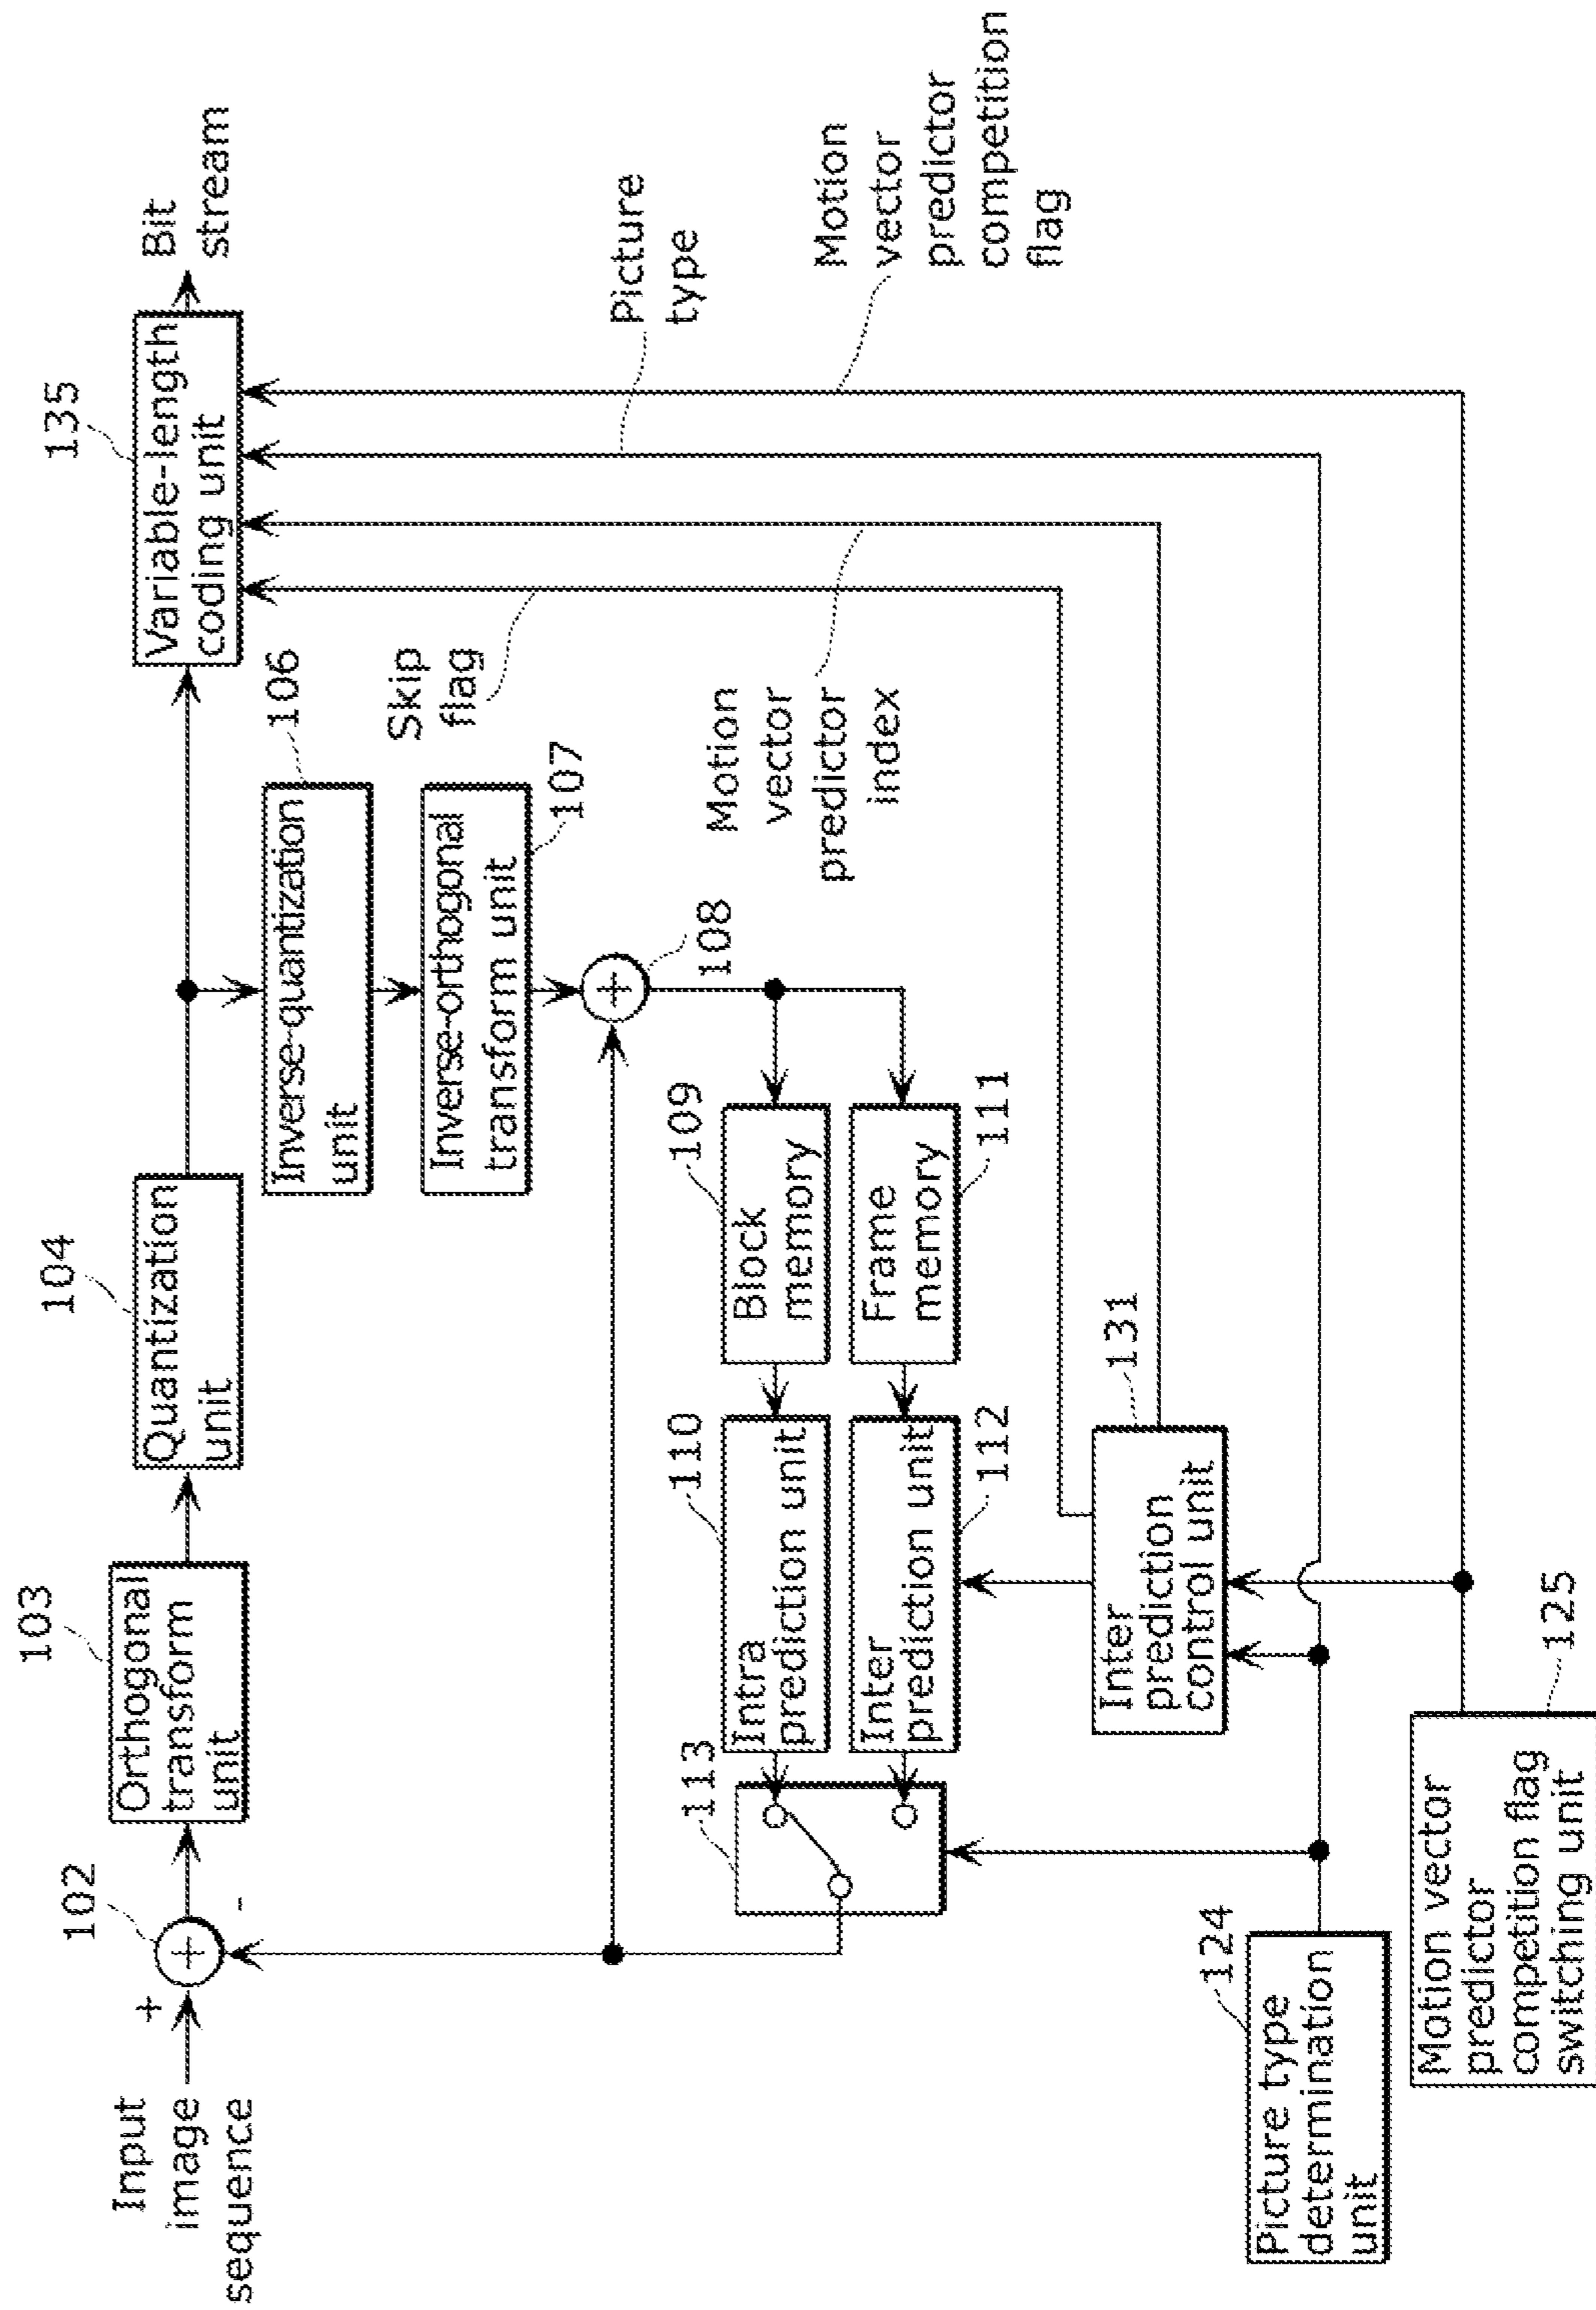 Input
image
sequence
+
-
+
102
103
Orthogonal
transform
unit
104
Quantization
unit
135
Variable-length
coding unit
Bit
stream
106
Inverse-quantization
unit
Inverse-orthogonal
transform unit
107
Skip
flag
+
108
Picture
type
113
110
Intra
prediction unit
109
Block
memory
Motion
vector
predictor
index
Motion
vector
predictor
competition
flag
Inter
prediction unit
112
Frame
memory
111
131
Inter
prediction
control unit
124
Picture type
determination
unit
Motion vector
predictor
competition flag
switching unit
125